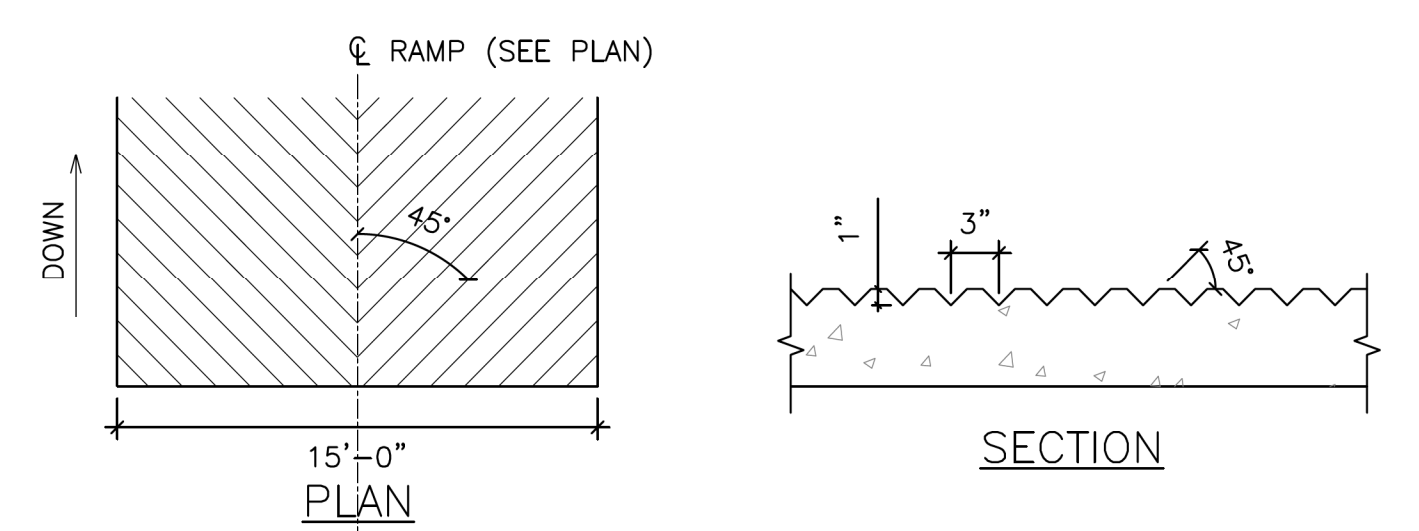 ℄ RAMP (SEE PLAN)
DOWN
45°
15'-0"
PLAN
1"
3"
45°
SECTION